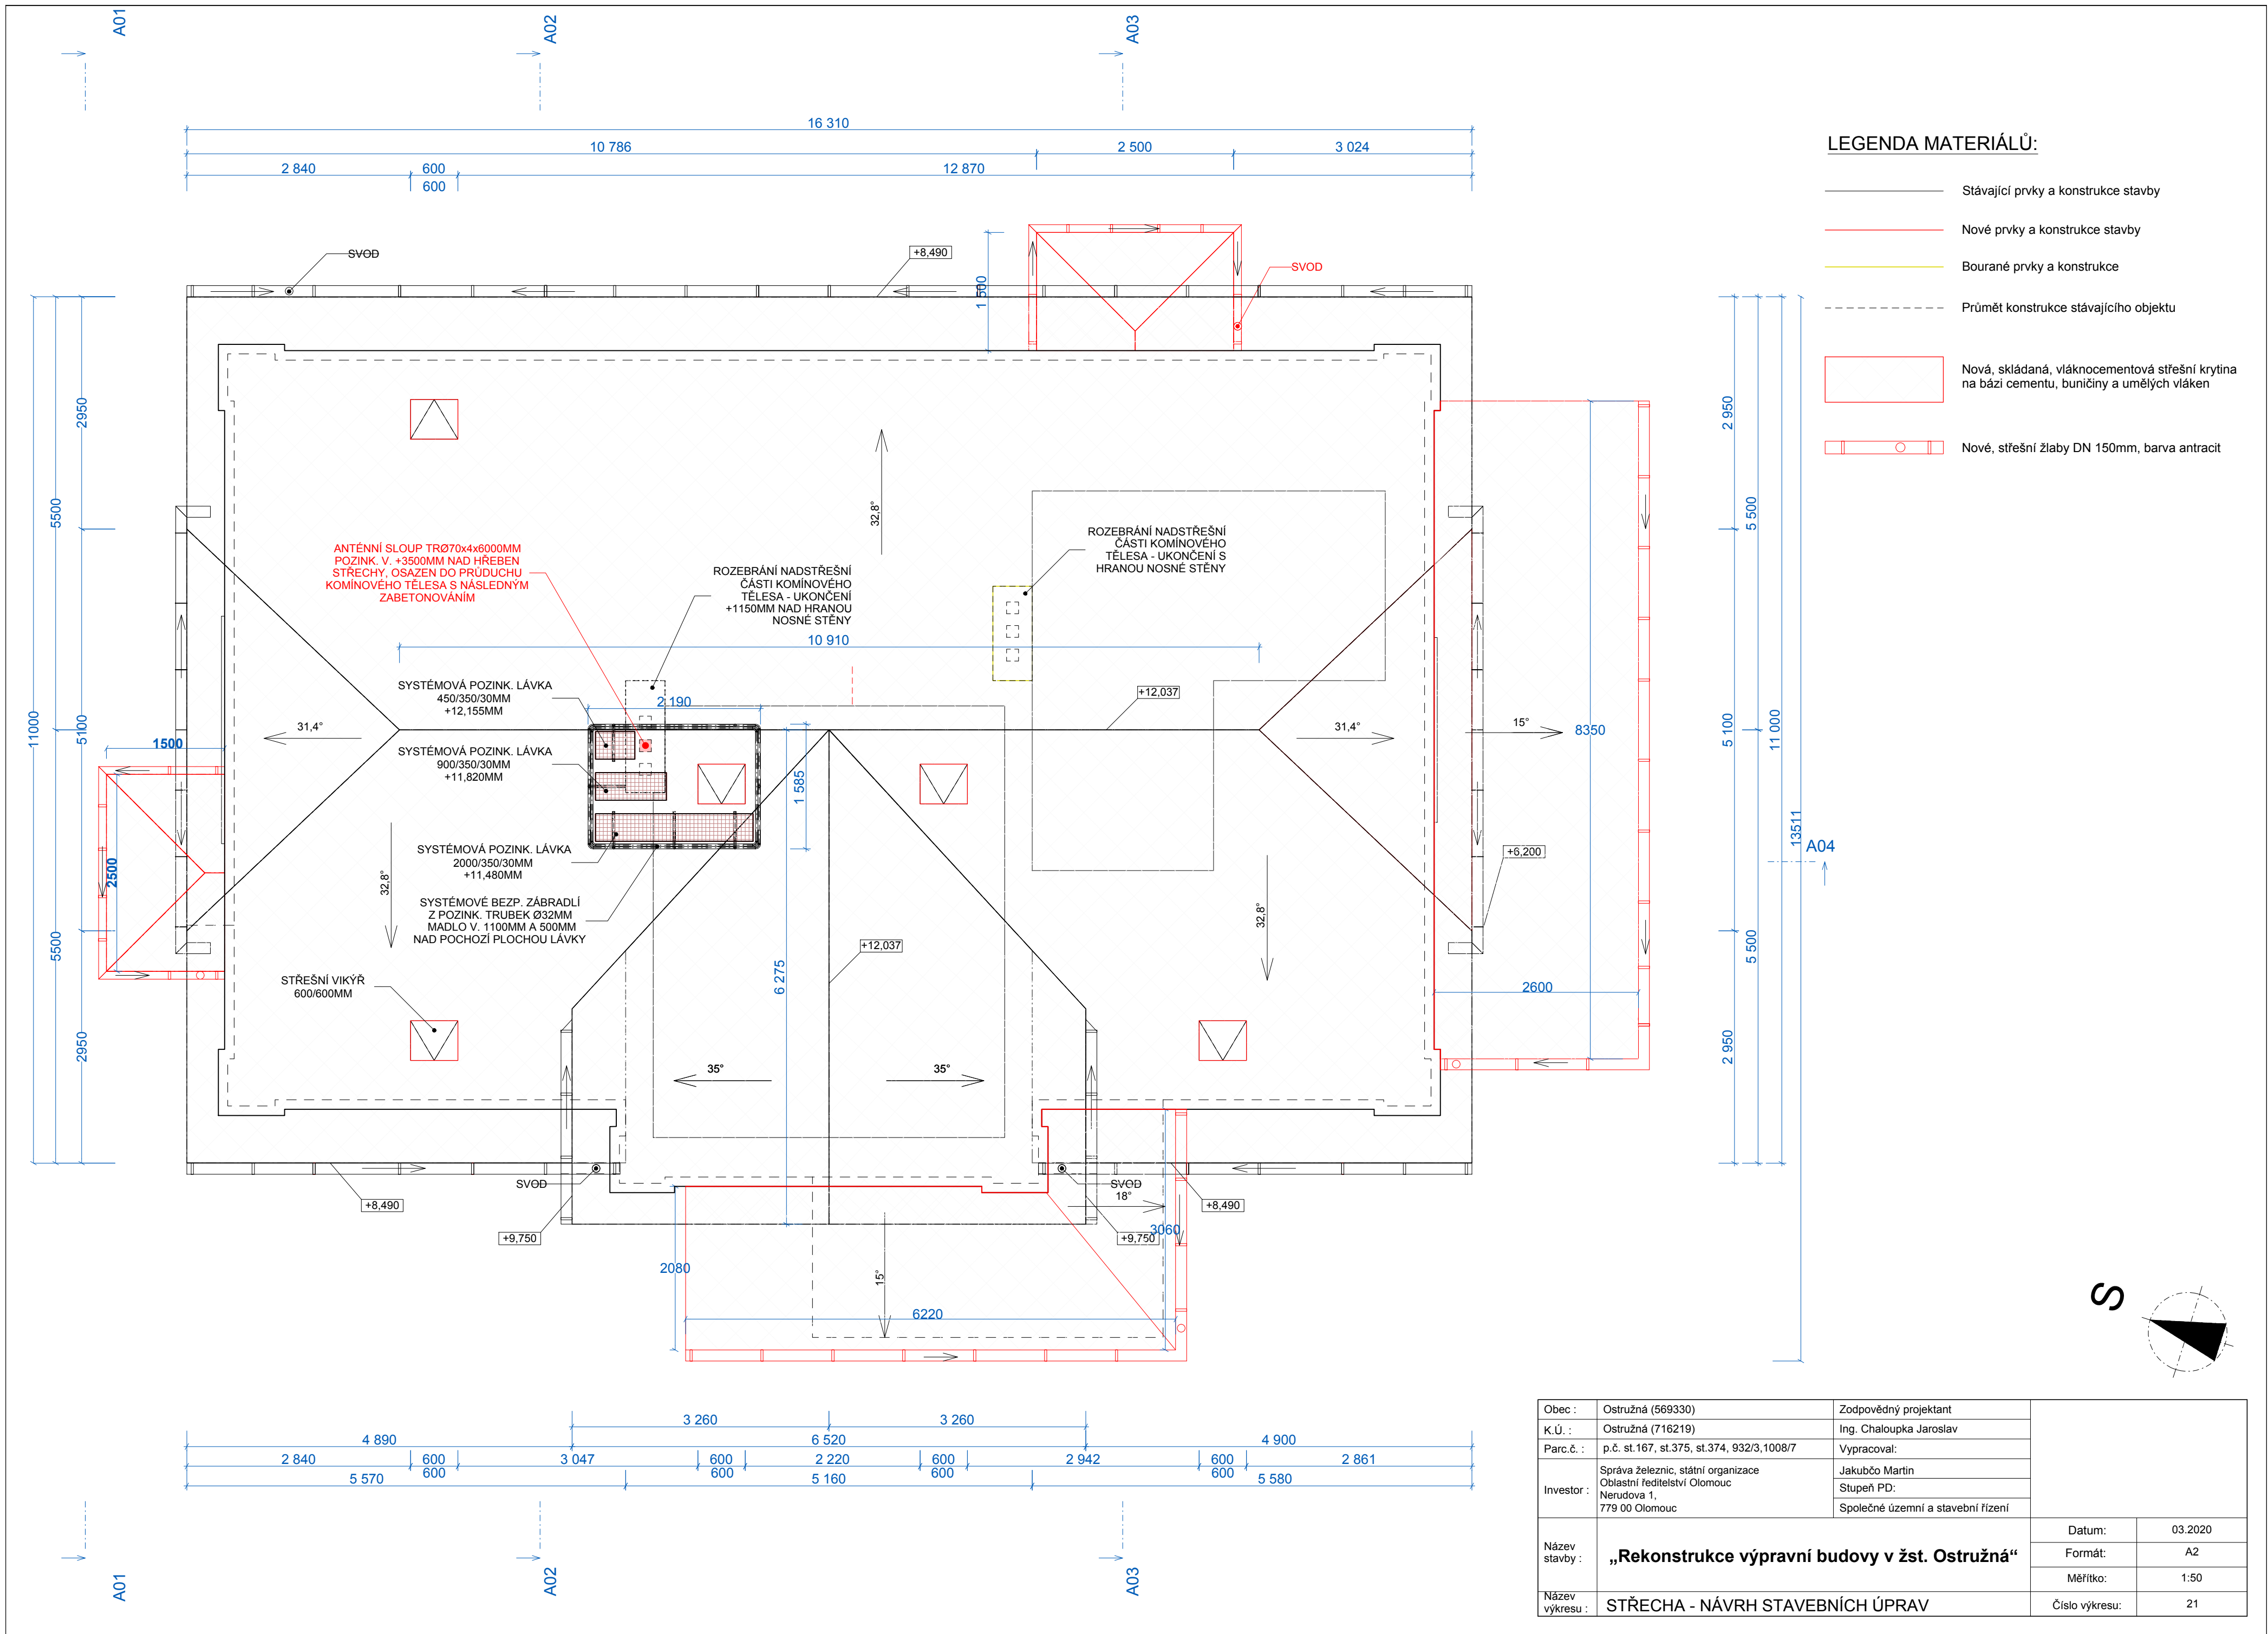 A01
A02
A03
16 310
10 786
2 500
3 024
2 840
600
12 870
600
LEGENDA MATERIÁLŮ:
Stávající prvky a konstrukce stavby
Nové prvky a konstrukce stavby
Bourané prvky a konstrukce
Průmět konstrukce stávajícího objektu
Nová, skládaná, vláknocementová střešní krytina
na bázi cementu, buničiny a umělých vláken
Nové, střešní žlaby DN 150mm, barva antracit
SVOD
+8,490
1 500
SVOD
2950
5500
11000
5100
5500
2950
1500
2500
32,8°
ANTÉNNÍ SLOUP TRØ70x4x6000MM
POZINK. V. +3500MM NAD HŘEBEN
STŘECHY, OSAZEN DO PRŮDUCHU
KOMÍNOVÉHO TĚLESA S NÁSLEDNÝM
ZABETONOVÁNÍM
ROZEBRÁNÍ NADSTŘEŠNÍ
ČÁSTI KOMÍNOVÉHO
TĚLESA - UKONČENÍ
+1150MM NAD HRANOU
NOSNÉ STĚNY
ROZEBRÁNÍ NADSTŘEŠNÍ
ČÁSTI KOMÍNOVÉHO
TĚLESA - UKONČENÍ S
HRANOU NOSNÉ STĚNY
10 910
SYSTÉMOVÁ POZINK. LÁVKA
450/350/30MM
+12,155MM
2 190
+12,037
31,4°
31,4°
15°
8350
SYSTÉMOVÁ POZINK. LÁVKA
900/350/30MM
+11,820MM
1 585
SYSTÉMOVÁ POZINK. LÁVKA
2000/350/30MM
+11,480MM
32,8°
SYSTÉMOVÉ BEZP. ZÁBRADLÍ
Z POZINK. TRUBEK Ø32MM
MADLO V. 1100MM A 500MM
NAD POCHOZÍ PLOCHOU LÁVKY
+6,200
32,8°
+12,037
6 275
STŘEŠNÍ VIKÝŘ
600/600MM
2600
35°
35°
2 950
5 500
5 100
11 000
13511
A04
5 500
2 950
SVOD
SVOD
18°
+8,490
+8,490
+9,750
+9,750
3060
2080
15°
6220
S
3 260
3 260
4 890
6 520
4 900
2 840
600
3 047
600
2 220
600
2 942
600
2 861
600
600
600
600
5 570
5 160
5 580
A01
A02
A03
Obec :
Ostružná (569330)
Zodpovědný projektant
K.Ú. :
Ostružná (716219)
Ing. Chaloupka Jaroslav
Parc.č. :
p.č. st.167, st.375, st.374, 932/3,1008/7
Vypracoval:
Investor :
Správa železnic, státní organizace
Oblastní ředitelství Olomouc
Nerudova 1,
779 00 Olomouc
Jakubčo Martin
Stupeň PD:
Společné územní a stavební řízení
Název
stavby :
„Rekonstrukce výpravní budovy v žst. Ostružná“
Datum:
03.2020
Formát:
A2
Měřítko:
1:50
Název
výkresu :
STŘECHA - NÁVRH STAVEBNÍCH ÚPRAV
Číslo výkresu:
21